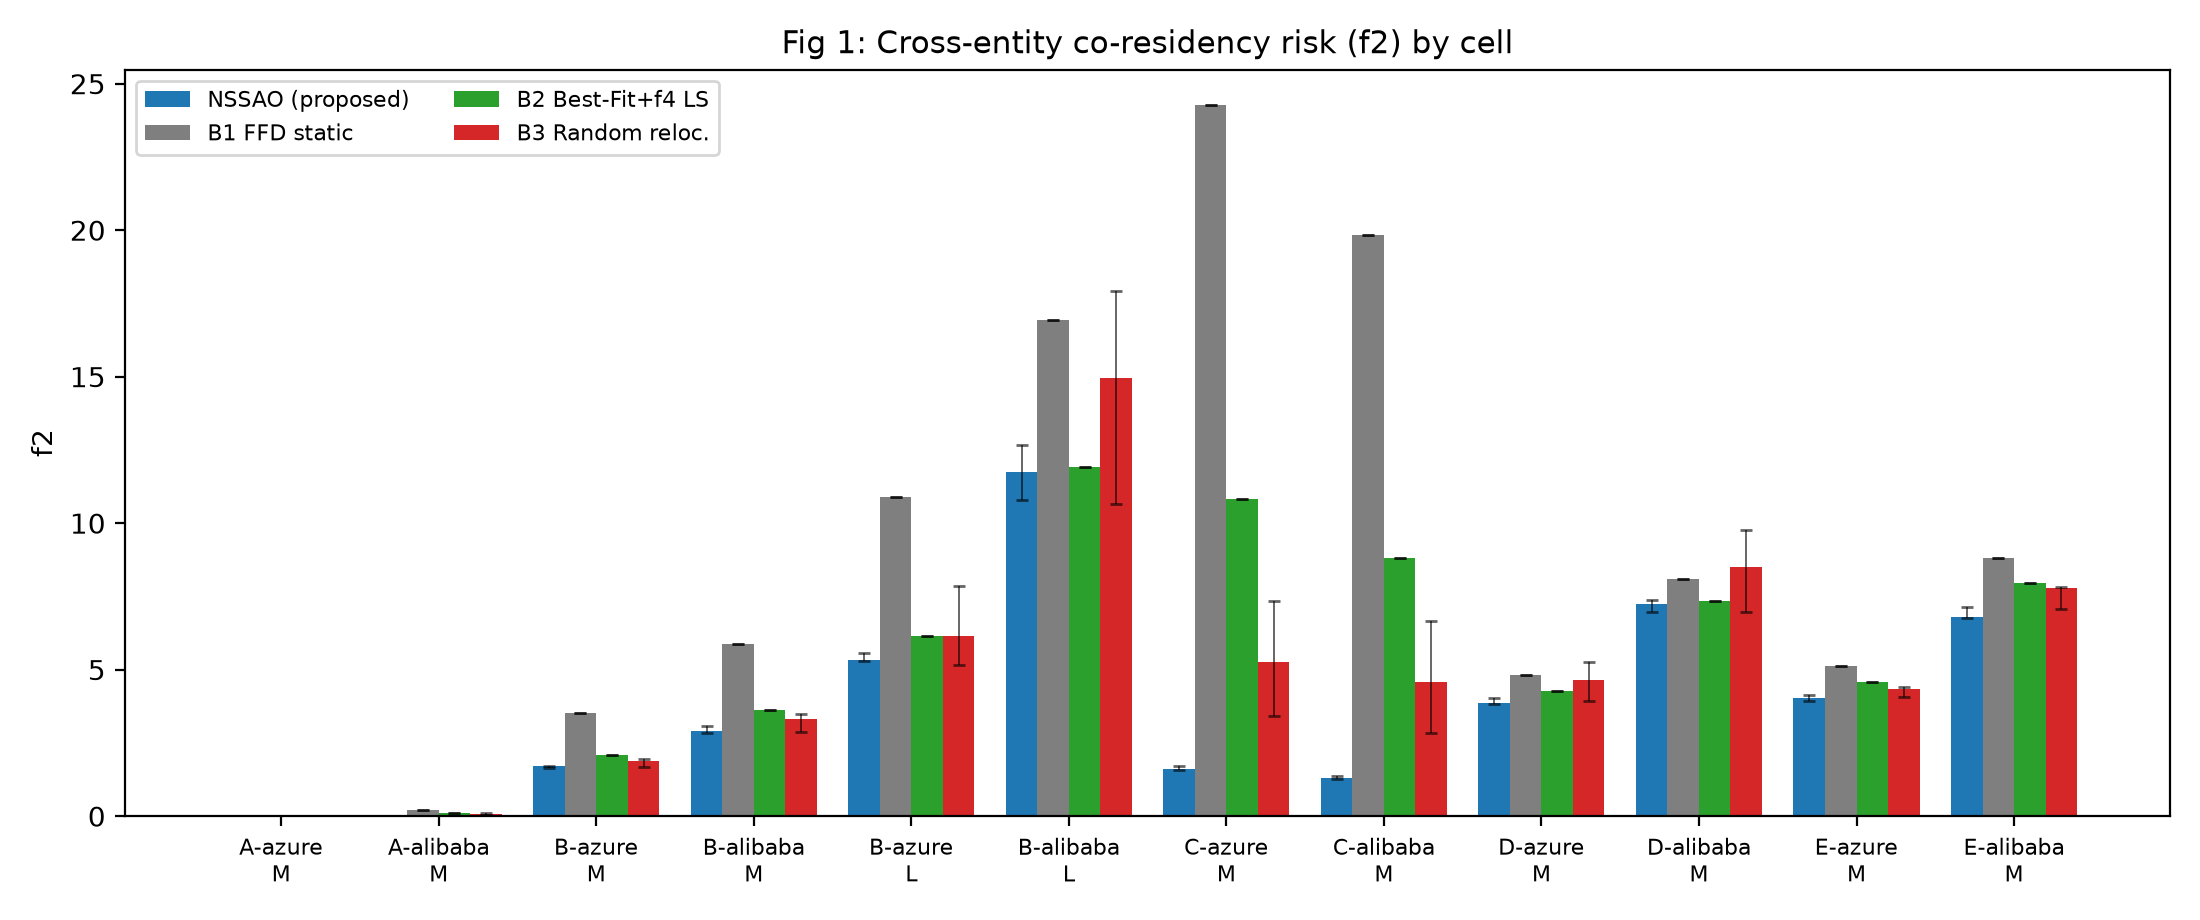 Fig 1: Cross-entity co-residency risk (f2) by cell
NSSAO (proposed)
B1 FFD static
B2 Best-Fit+f4 LS
B3 Random reloc.
f2
25
20
15
10
5
0
A-azure
M
A-alibaba
M
B-azure
M
B-alibaba
M
B-azure
L
B-alibaba
L
C-azure
M
C-alibaba
M
D-azure
M
D-alibaba
M
E-azure
M
E-alibaba
M